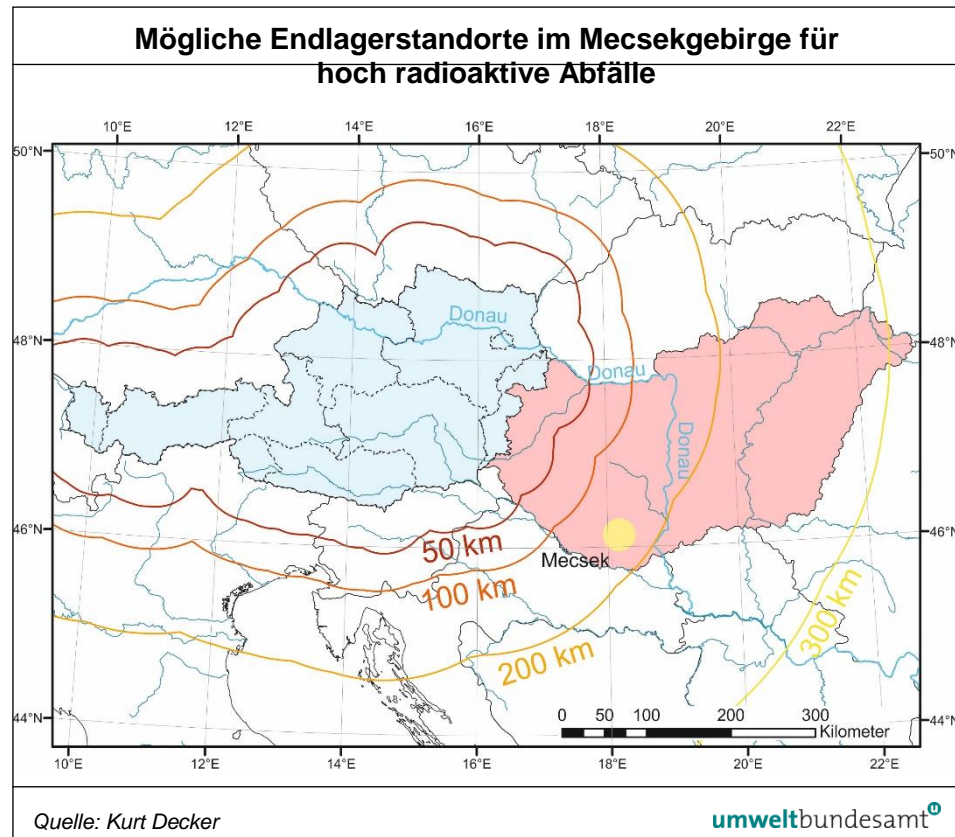 Mögliche Endlagerstandorte im Mecsekgebirge für
hoch radioaktive Abfälle
10°E 12°E 14°E 16°E 18°E 20°E 22°E
50°N 50°N
Donau
48°N 48°N
Donau
Donau
46°N 46°N
50 km
Mecsek
100 km
300 km
200 km
0 50 100 200 300
Kilometer
44°N 44°N
10°E 12°E 14°E 16°E 18°E 20°E 22°E
Quelle: Kurt Decker
umweltbundesamt